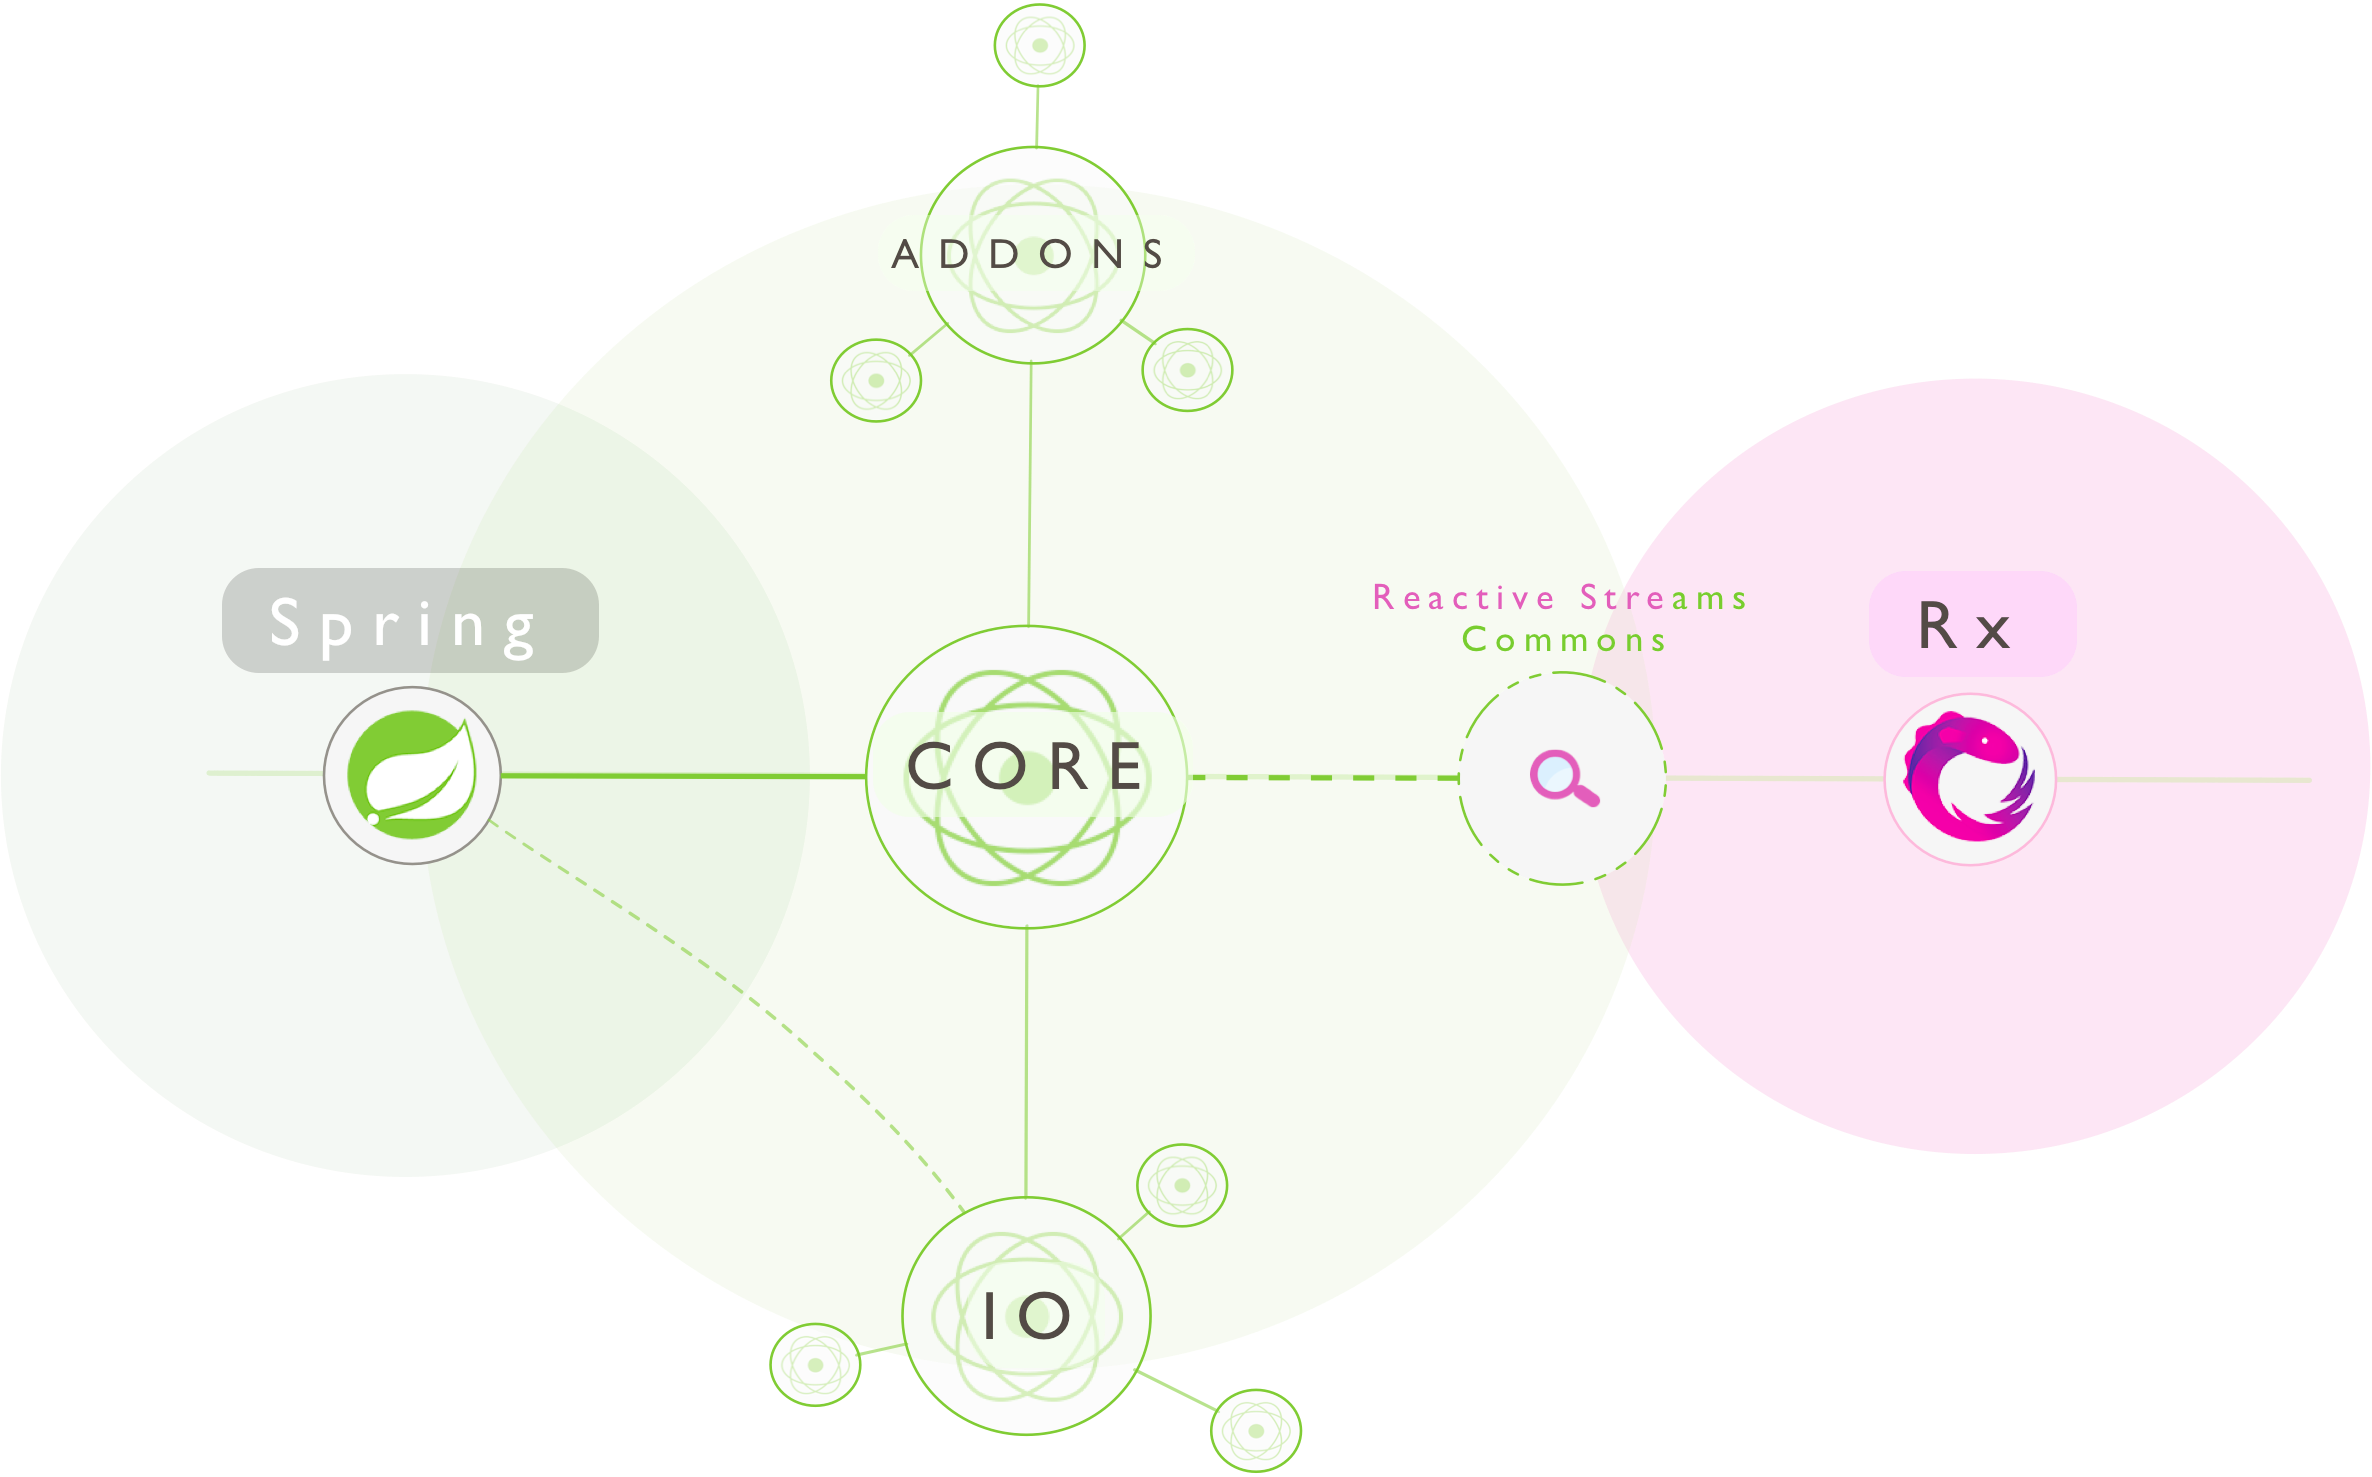 ADDONS
Spring
Reactive Streams
Commons
Rx
CORE
IO